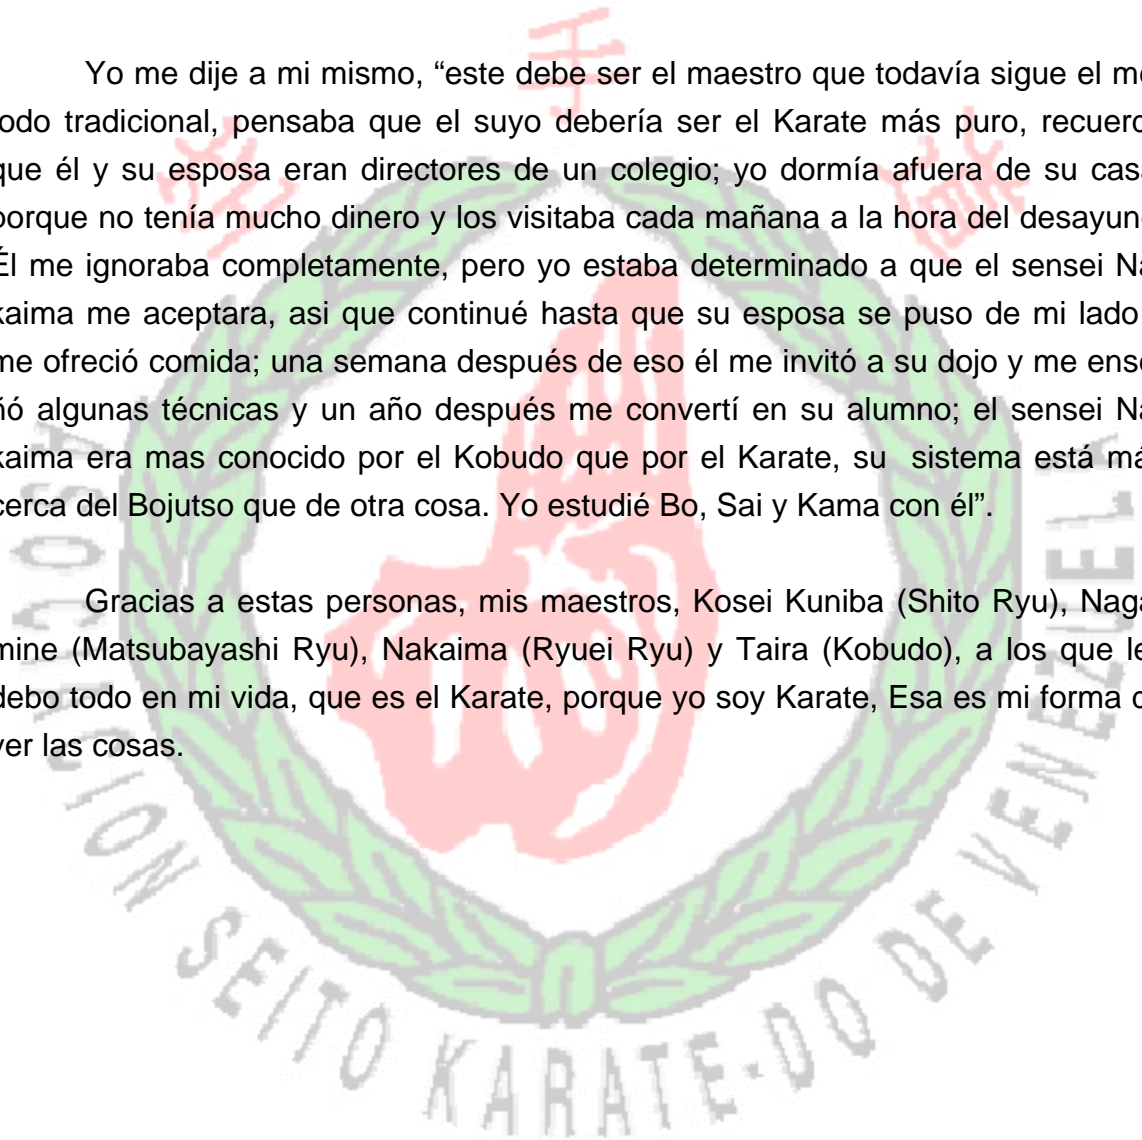 手
Yo me dije a mi mismo, “este debe ser el maestro que todavía sigue el mé
todo tradicional, pensaba que el suyo debería ser el Karate más puro, recuerdo
que él y su esposa eran directores de un colegio; yo dormía afuera de su casa
porque no tenía mucho dinero y los visitaba cada mañana a la hora del desayuno
Él me ignoraba completamente, pero yo estaba determinado a que el sensei Na
kaima me aceptara, asi que continué hasta que su esposa se puso de mi lado
me ofreció comida; una semana después de eso él me invitó a su dojo y me ense
ñó algunas técnicas y un año después me convertí en su alumno; el sensei Na
kaima era mas conocido por el Kobudo que por el Karate, su sistema está má
cerca del Bojutso que de otra cosa. Yo estudié Bo, Sai y Kama con él”.
Gracias a estas personas, mis maestros, Kosei Kuniba (Shito Ryu), Naga
mine (Matsubayashi Ryu), Nakaima (Ryuei Ryu) y Taira (Kobudo), a los que le
debo todo en mi vida, que es el Karate, porque yo soy Karate, Esa es mi forma d
ver las cosas.
SEITO KARATE-DO DE VENEZUELA